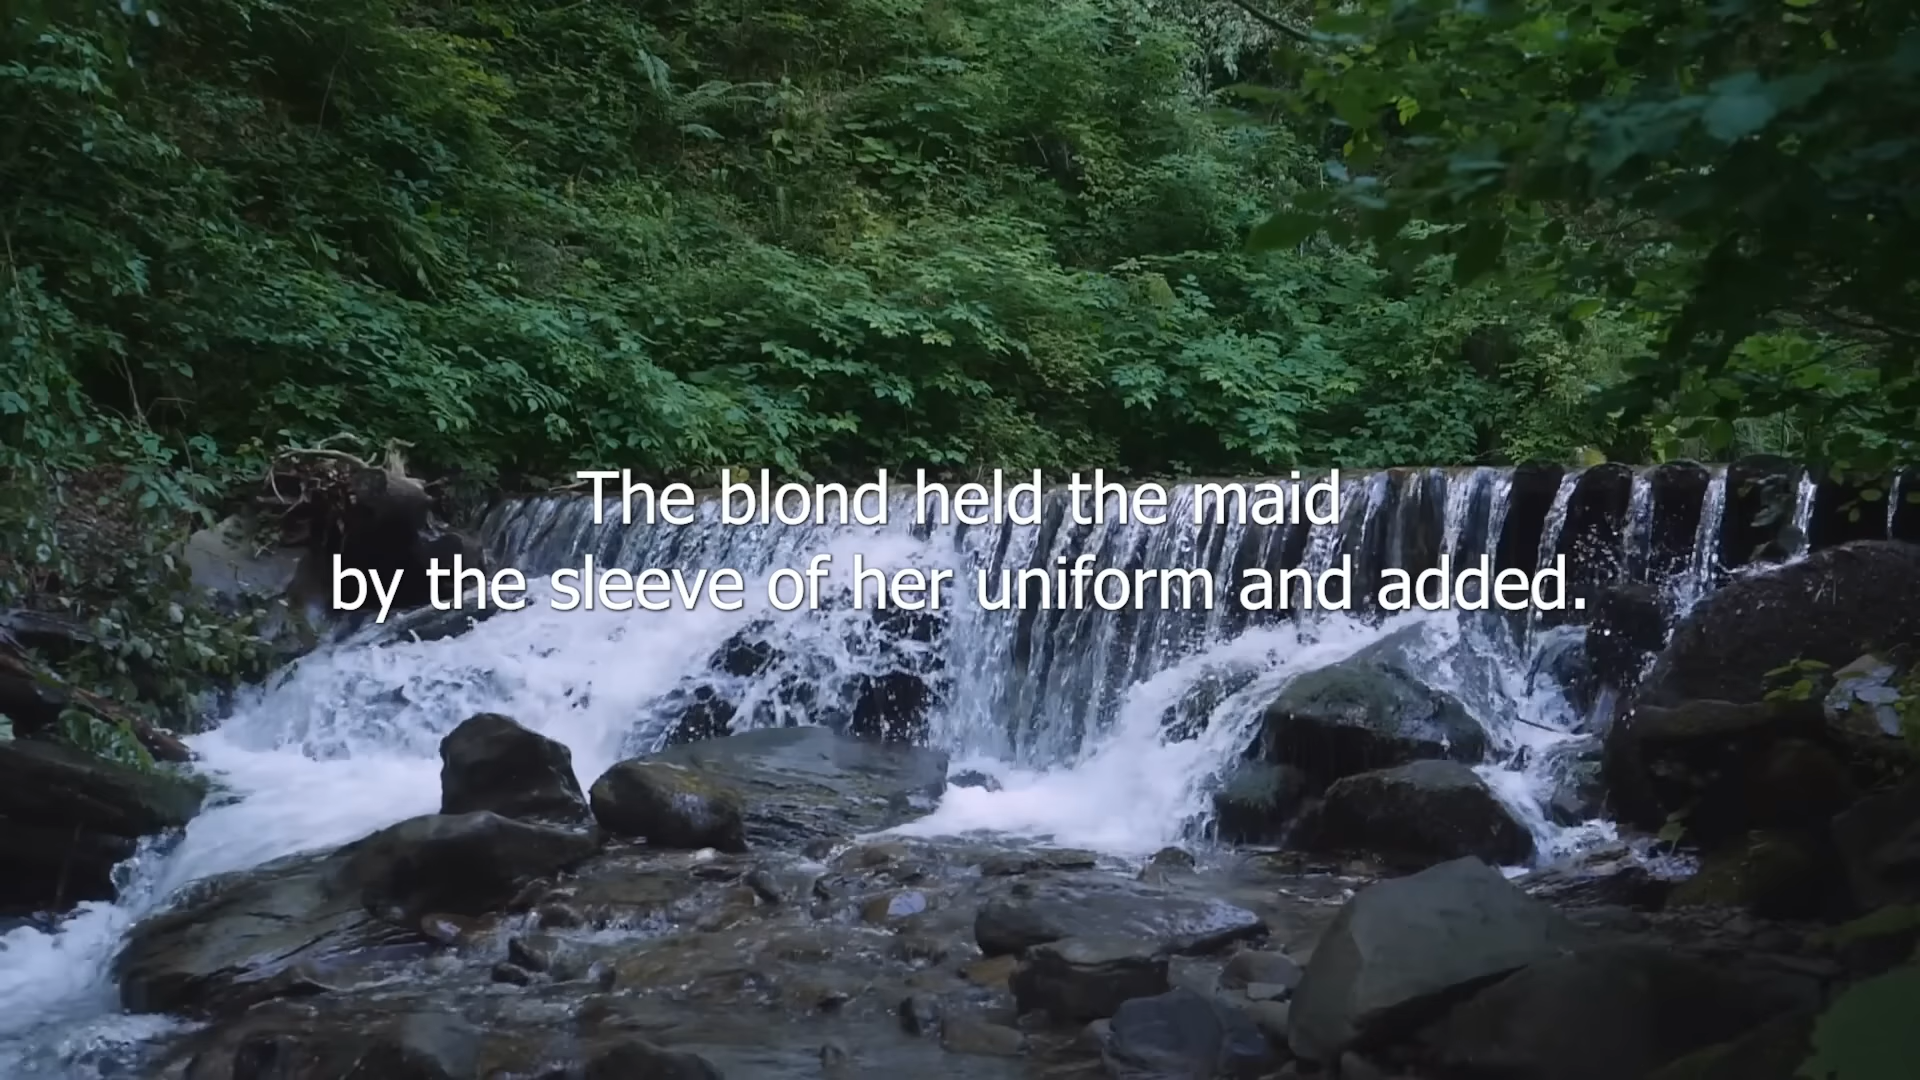 The blond held the maid
by the sleeve of her uniform and added.